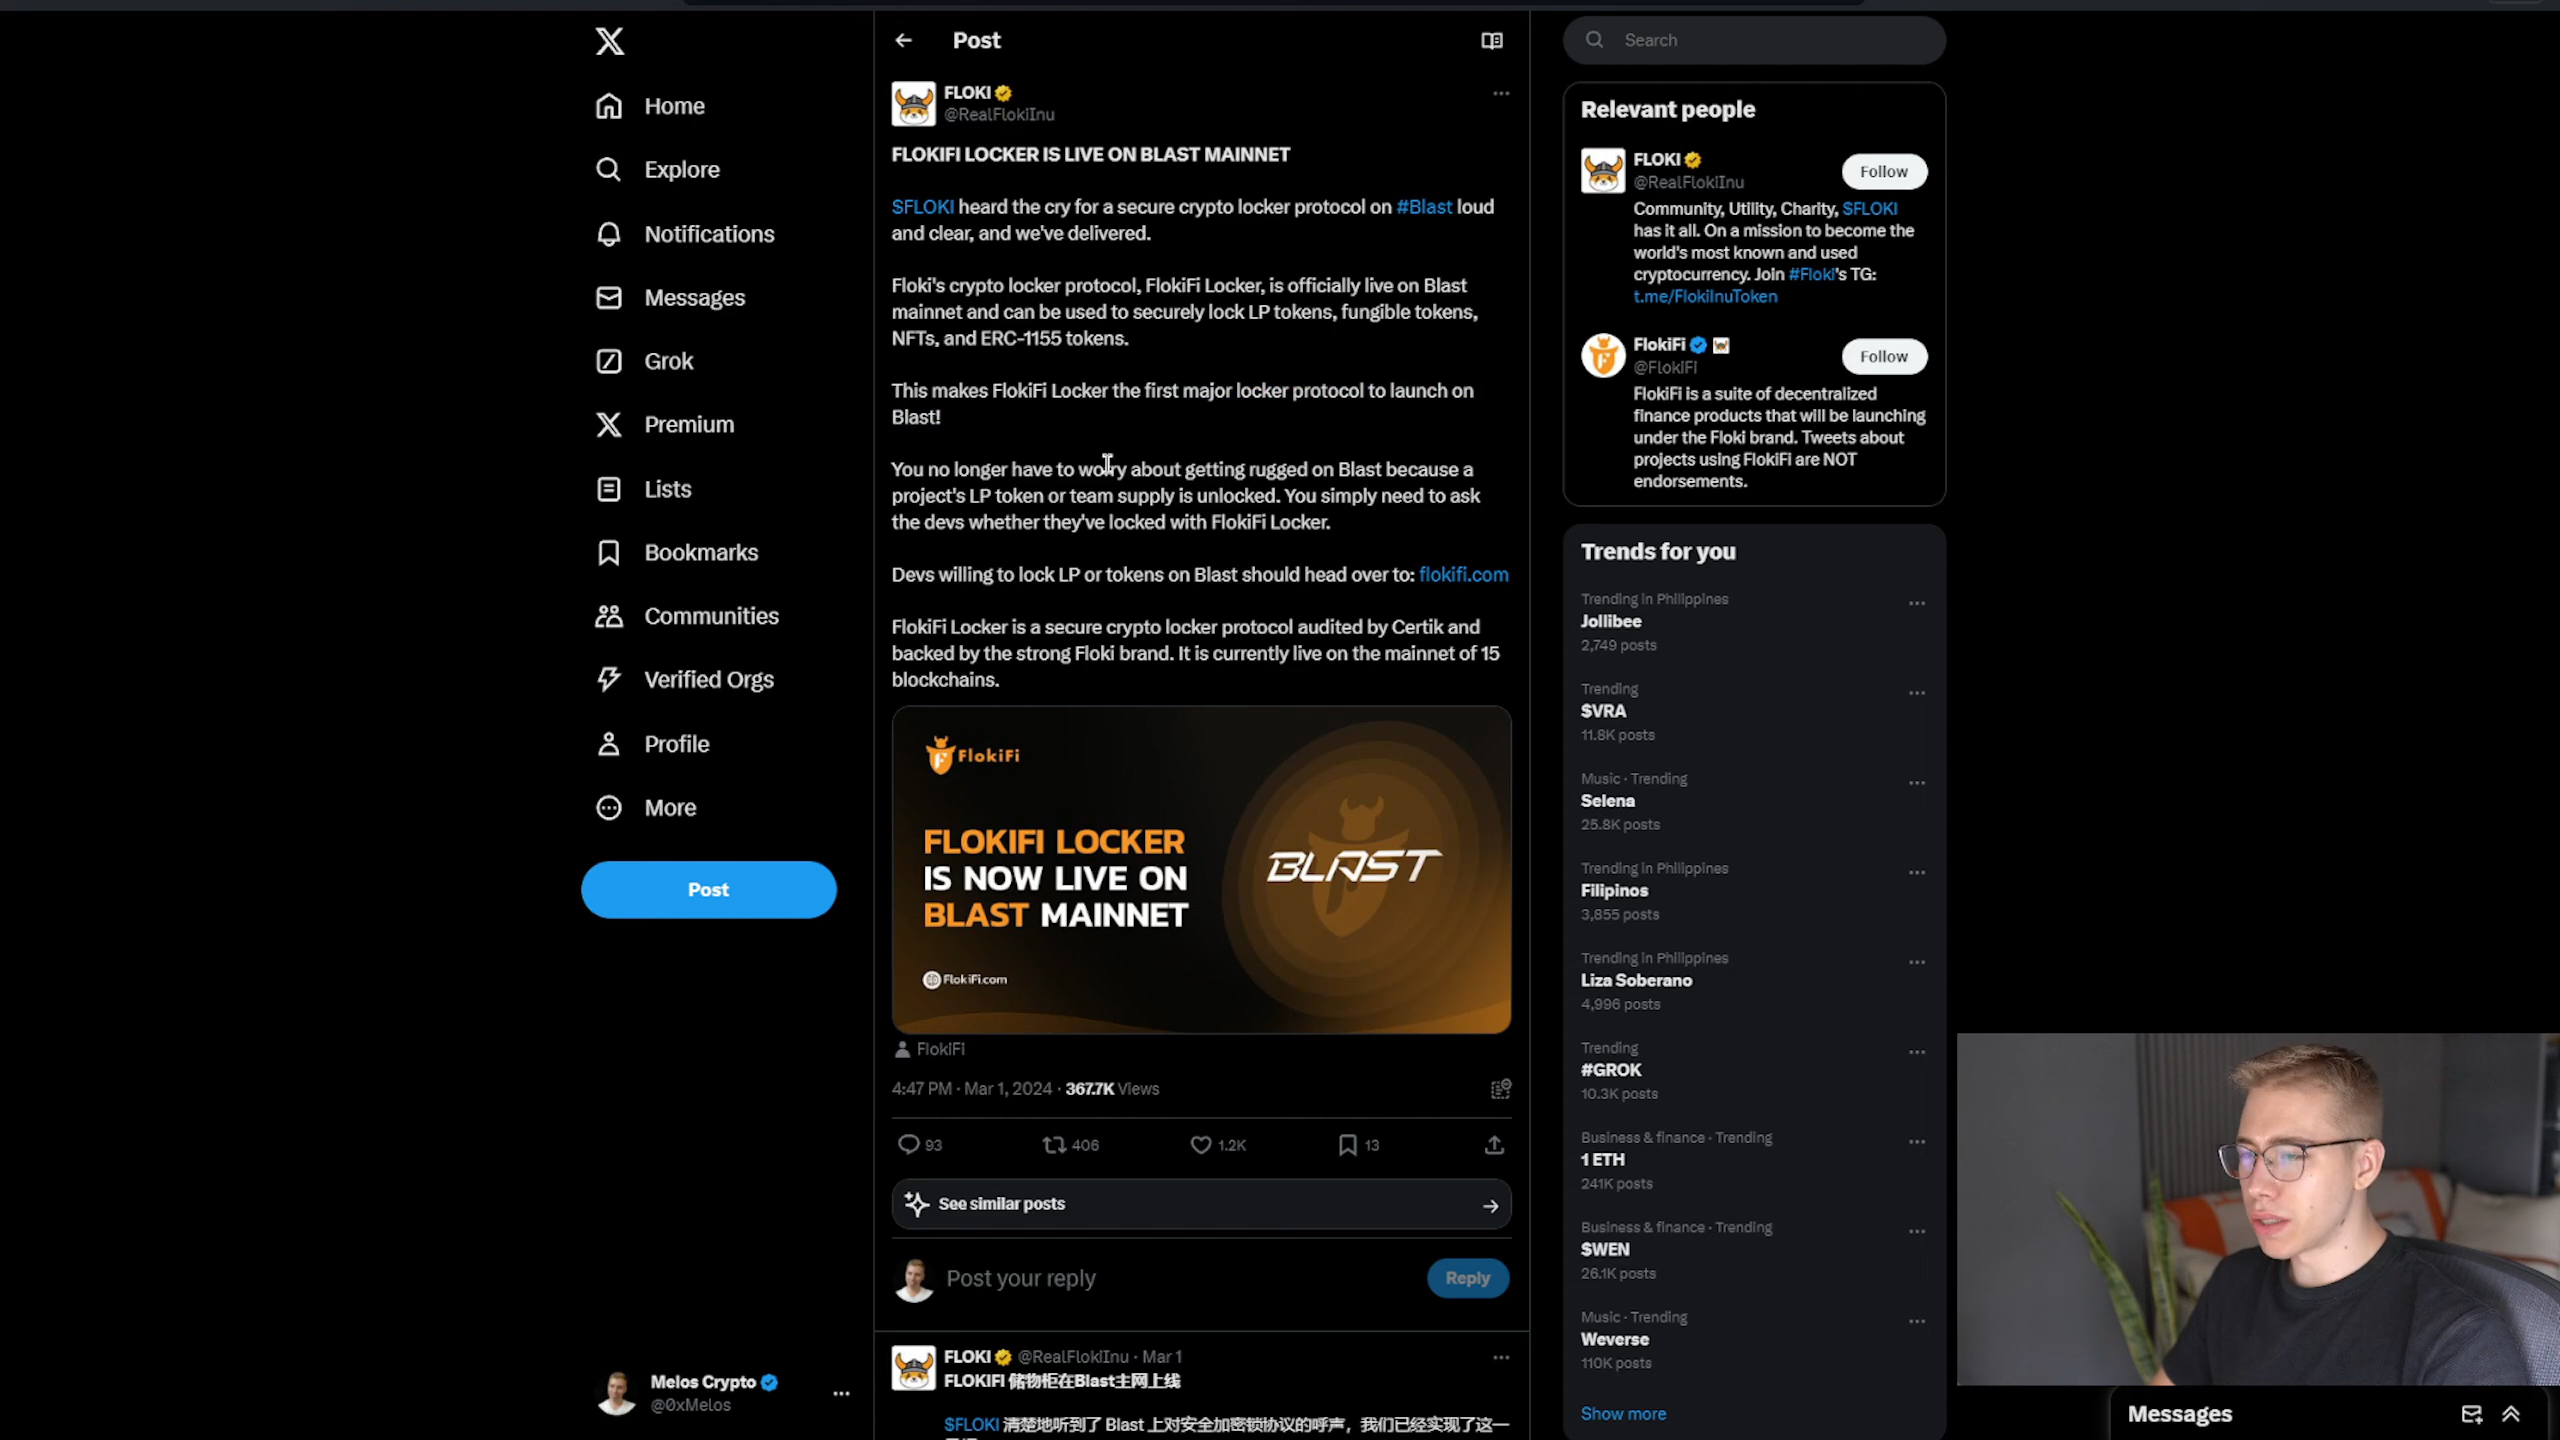 Home
Explore
Notifications
Messages
Grok
Premium
Lists
Bookmarks
Communities
Verified Orgs
Profile
More
Post
Melos Crypto
@0xMelos
Post
FLOKI
@RealFlokiInu
FLOKIFI LOCKER IS LIVE ON BLAST MAINNET
$FLOKI heard the cry for a secure crypto locker protocol on #Blast loud
and clear, and we've delivered.
Floki's crypto locker protocol, FlokiFi Locker, is officially live on Blast
mainnet and can be used to securely lock LP tokens, fungible tokens,
NFTs, and ERC-1155 tokens.
This makes FlokiFi Locker the first major locker protocol to launch on
Blast!
You no longer have to worry about getting rugged on Blast because a
project's LP token or team supply is unlocked. You simply need to ask
the devs whether they've locked with FlokiFi Locker.
Devs willing to lock LP or tokens on Blast should head over to: flokifi.com
FlokiFi Locker is a secure crypto locker protocol audited by Certik and
backed by the strong Floki brand. It is currently live on the mainnet of 15
blockchains.
FlokiFi
FLOKIFI LOCKER
IS NOW LIVE ON
BLAST MAINNET
BLAST
FlokiFi.com
FlokiFi
4:47 PM · Mar 1, 2024 · 367.7K Views
93
406
1.2K
13
See similar posts
Post your reply
Reply
FLOKI @RealFlokiInu · Mar 1
FLOKIFI 储物柜在Blast主网上线
$FLOKI 清楚地听到了 Blast 上对安全加密锁协议的呼声，我们已经实现了这一
Search
Relevant people
FLOKI
@RealFlokiInu
Follow
Community, Utility, Charity, $FLOKI
has it all. On a mission to become the
world's most known and used
cryptocurrency. Join #Floki's TG:
t.me/FlokiInuToken
FlokiFi
@FlokiFi
Follow
FlokiFi is a suite of decentralized
finance products that will be launching
under the Floki brand. Tweets about
projects using FlokiFi are NOT
endorsements.
Trends for you
Trending in Philippines
Jollibee
2,749 posts
Trending
$VRA
11.8K posts
Music · Trending
Selena
25.8K posts
Trending in Philippines
Filipinos
3,855 posts
Trending in Philippines
Liza Soberano
4,996 posts
Trending
#GROK
10.3K posts
Business & finance · Trending
1 ETH
241K posts
Business & finance · Trending
$WEN
26.1K posts
Music · Trending
Weverse
110K posts
Show more
Messages